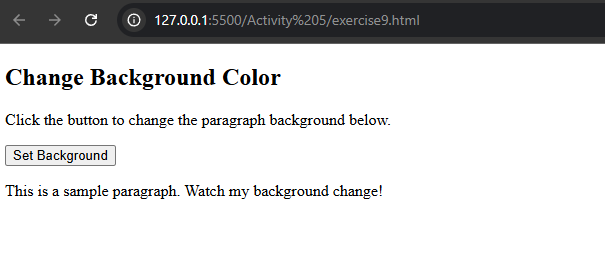 127.0.0.1:5500/Activity%205/exercise9.html
Change Background Color
Click the button to change the paragraph background below.
Set Background
This is a sample paragraph. Watch my background change!